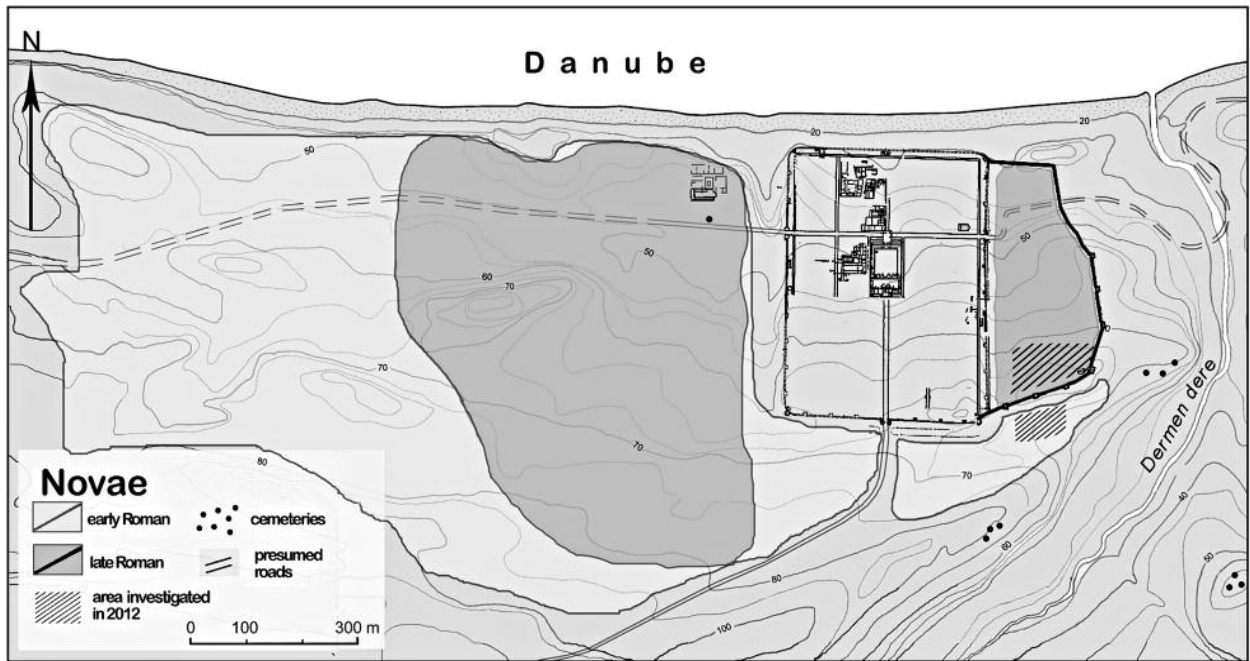 Danube
N
20
20
50
50
50
60
70
70
70
70
80
80
100
60
40
50
Dermen dere
Novae
early Roman
cemeteries
late Roman
presumed
roads
area investigated
in 2012
0 100 300 m